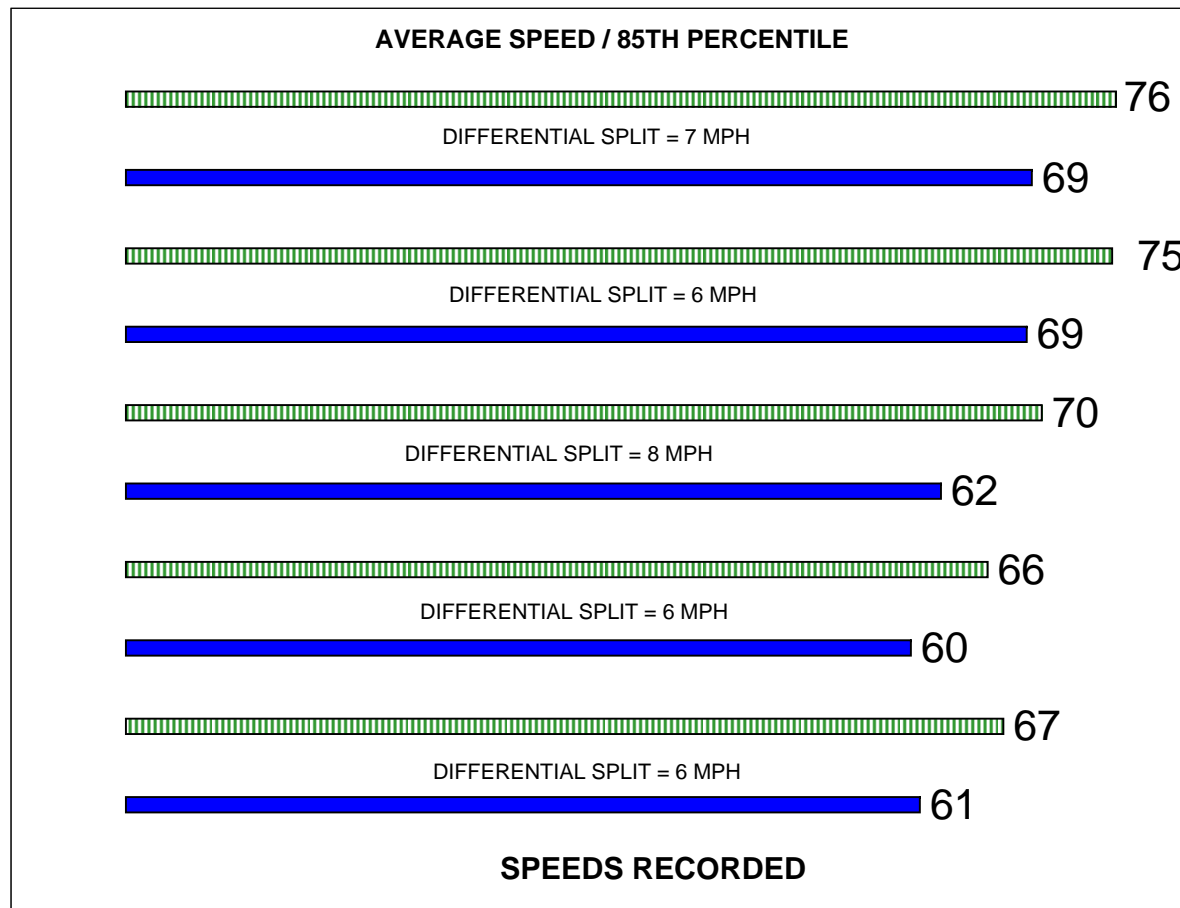 AVERAGE SPEED / 85TH PERCENTILE
76
DIFFERENTIAL SPLIT = 7 MPH
69
75
DIFFERENTIAL SPLIT = 6 MPH
69
70
DIFFERENTIAL SPLIT = 8 MPH
62
66
DIFFERENTIAL SPLIT = 6 MPH
60
67
DIFFERENTIAL SPLIT = 6 MPH
61
SPEEDS RECORDED